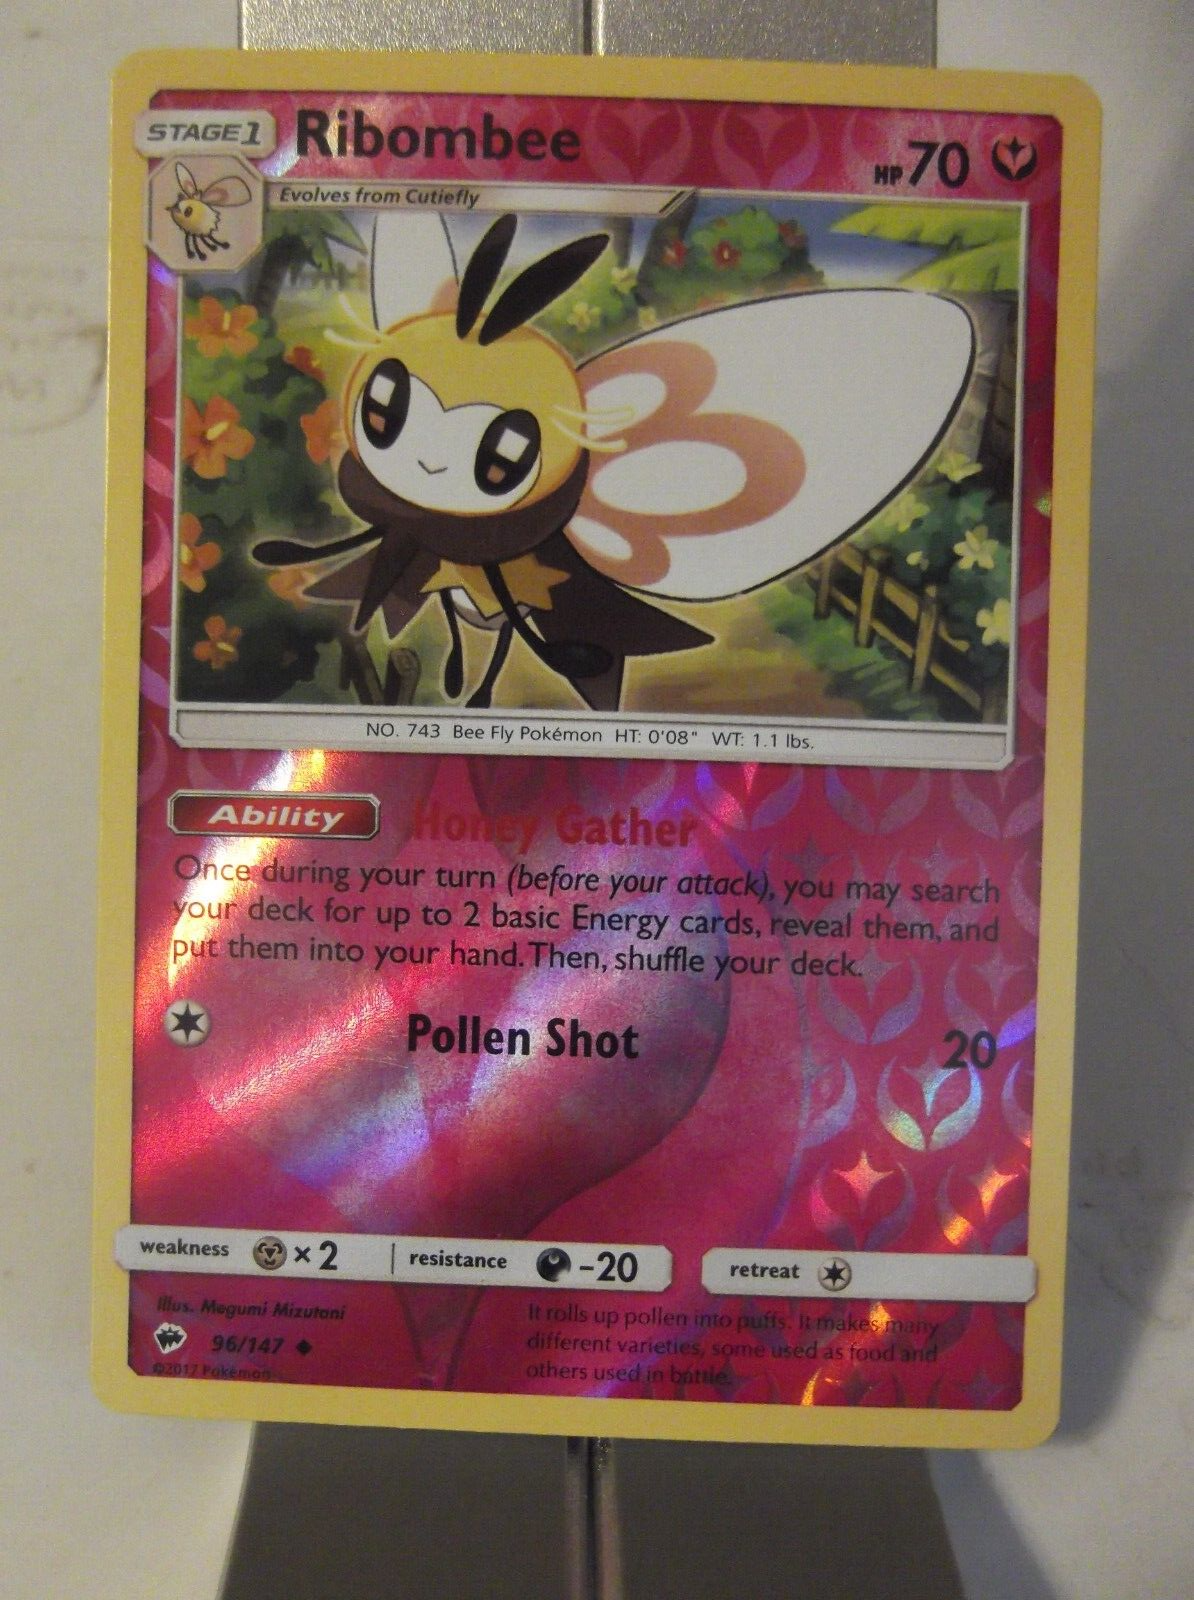 STAGE 1
Ribombee
HP 70
Evolves from Cutiefly
NO. 743 Bee Fly Pokémon HT: 0'08" WT: 1.1 lbs.
Ability Honey Gather
Once during your turn (before your attack), you may search
your deck for up to 2 basic Energy cards, reveal them, and
put them into your hand. Then, shuffle your deck.
Pollen Shot 20
weakness × 2 resistance -20 retreat
Illus. Megumi Mizutani
96/147
©2017 Pokémon
It rolls up pollen into puffs. It makes many
different varieties, some used as food and
others used in battle.